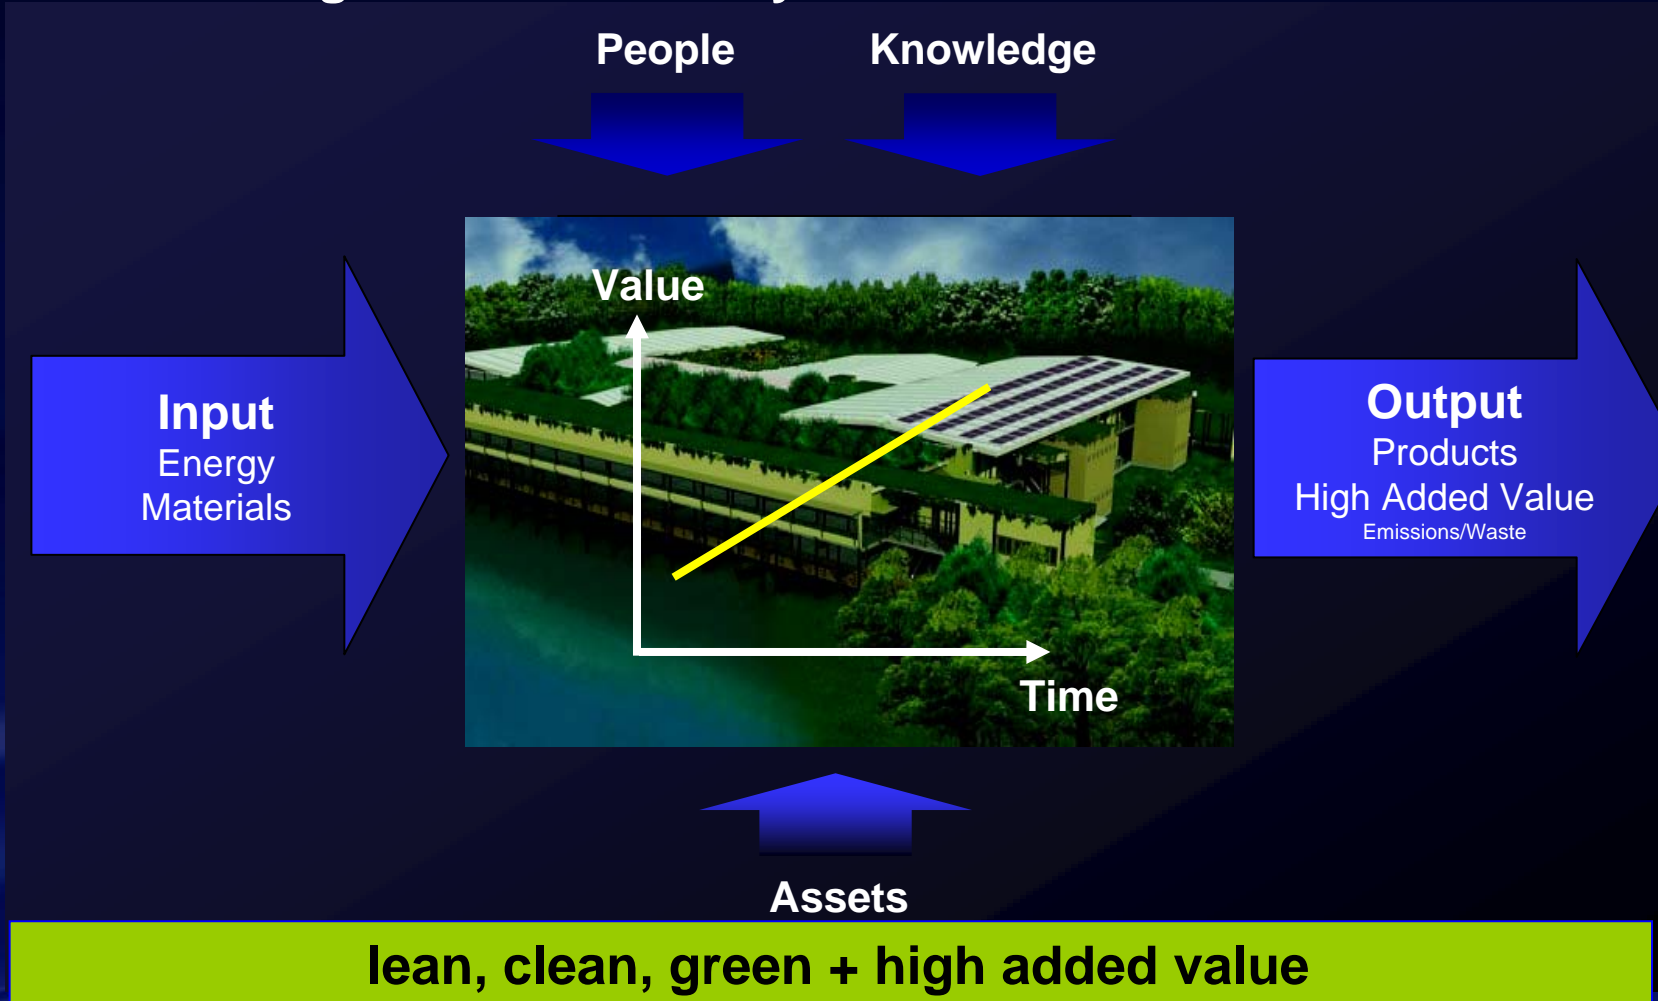 People Knowledge
Value
Input
Energy
Materials
Output
Products
High Added Value
Emissions/Waste
Time
Assets
lean, clean, green + high added value